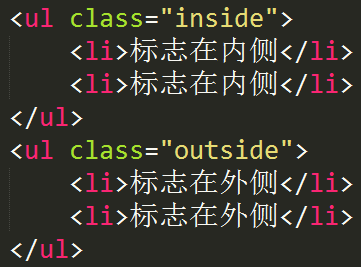 <ul class="inside">
<li>标志在内侧</li>
<li>标志在内侧</li>
</ul>
<ul class="outside">
<li>标志在外侧</li>
<li>标志在外侧</li>
</ul>